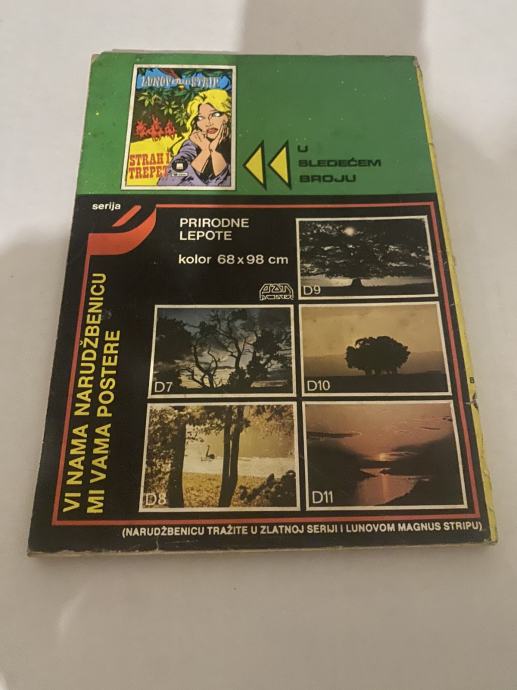 LUNOV MAGNUS STRIP
STRAH I
TREPET
U
SLEDEĆEM
BROJU
serija
PRIRODNE
LEPOTE
kolor 68 x 98 cm
D9
D7
D10
D8
D11
VI NAMA NARUDŽBENICU
MI VAMA POSTERE
(NARUDŽBENICU TRAŽITE U ZLATNOJ SERIJI I LUNOVOM MAGNUS STRIPU)